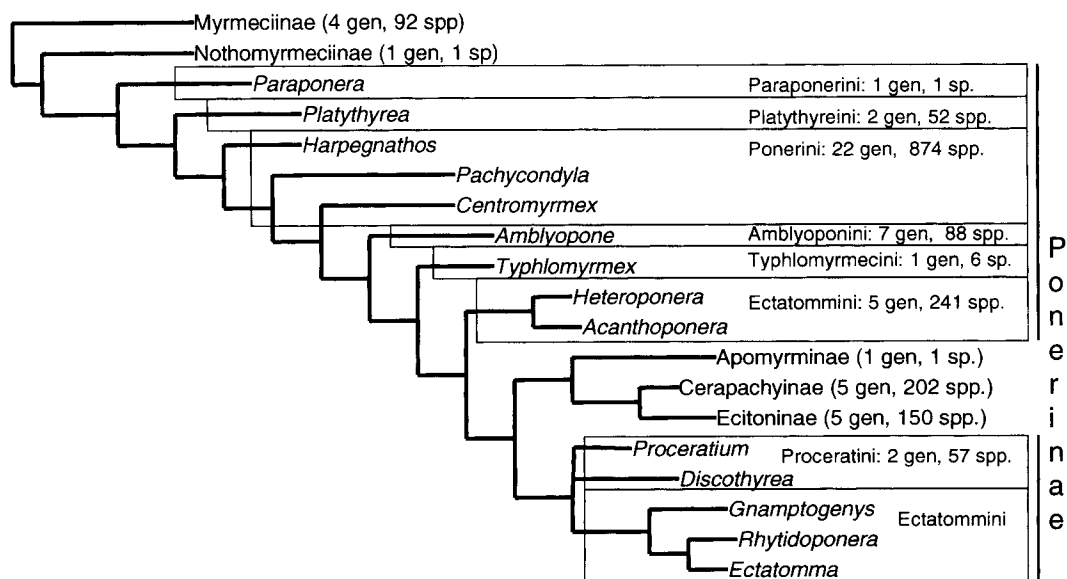 Myrmeciinae (4 gen, 92 spp)
Nothomyrmeciinae (1 gen, 1 sp)
Paraponera Paraponerini: 1 gen, 1 sp.
Platythyrea Platythyreini: 2 gen, 52 spp.
Harpegnathos Ponerini: 22 gen, 874 spp.
Pachycondyla
Centromyrmex
Amblyopone Amblyoponini: 7 gen, 88 spp.
Typhlomyrmex Typhlomyrmecini: 1 gen, 6 sp.
Heteroponera Ectatommini: 5 gen, 241 spp.
Acanthoponera
Apomyrminae (1 gen, 1 sp.)
Cerapachyinae (5 gen, 202 spp.)
Ecitoninae (5 gen, 150 spp.)
Proceratium Proceratini: 2 gen, 57 spp.
Discothyrea
Gnamptogenys Ectatommini
Rhytidoponera
Ectatomma
Ponerinae